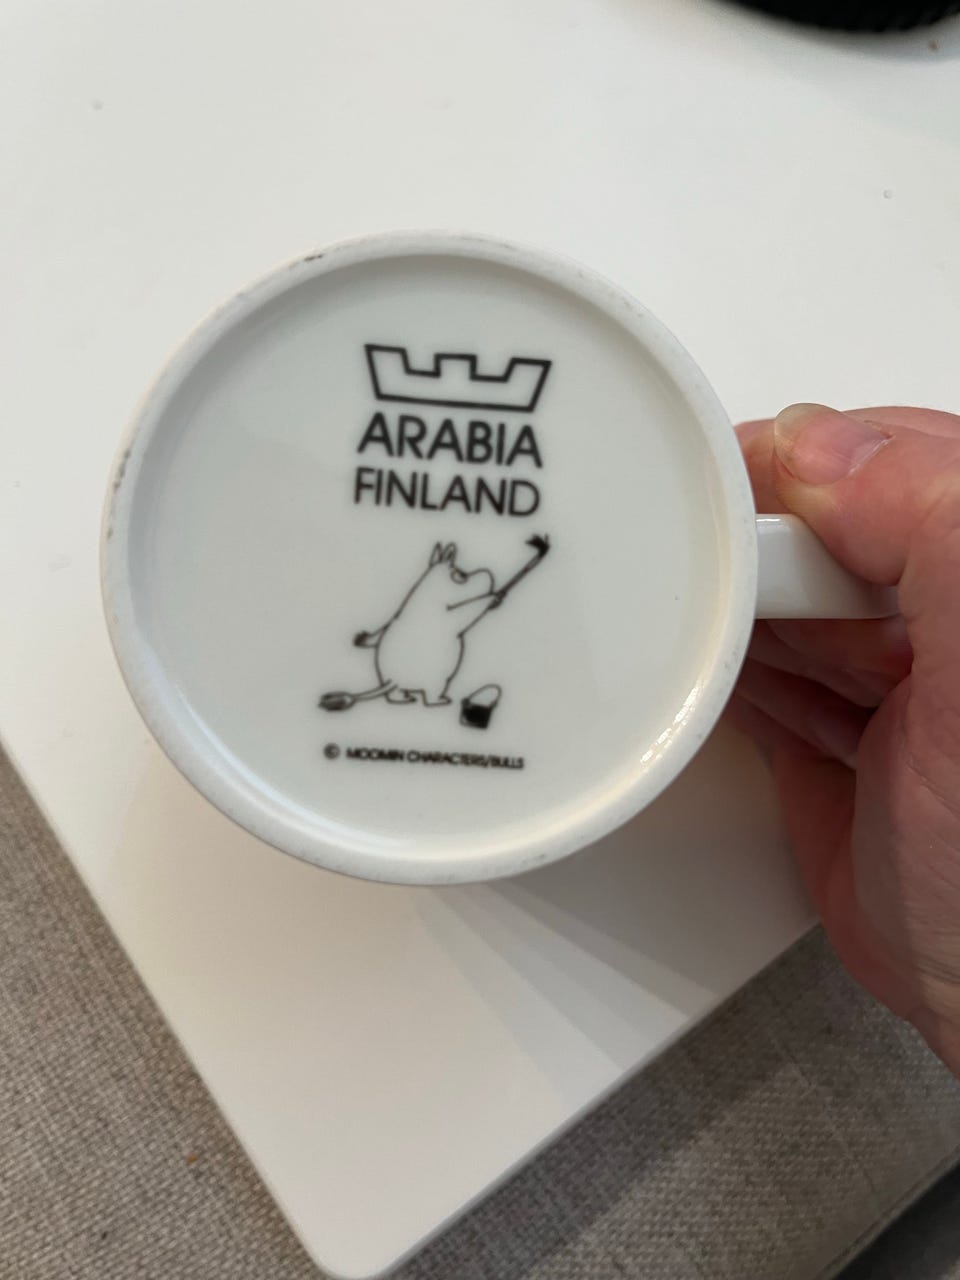 ARABIA
FINLAND
© MOOMIN CHARACTERS/BULLS